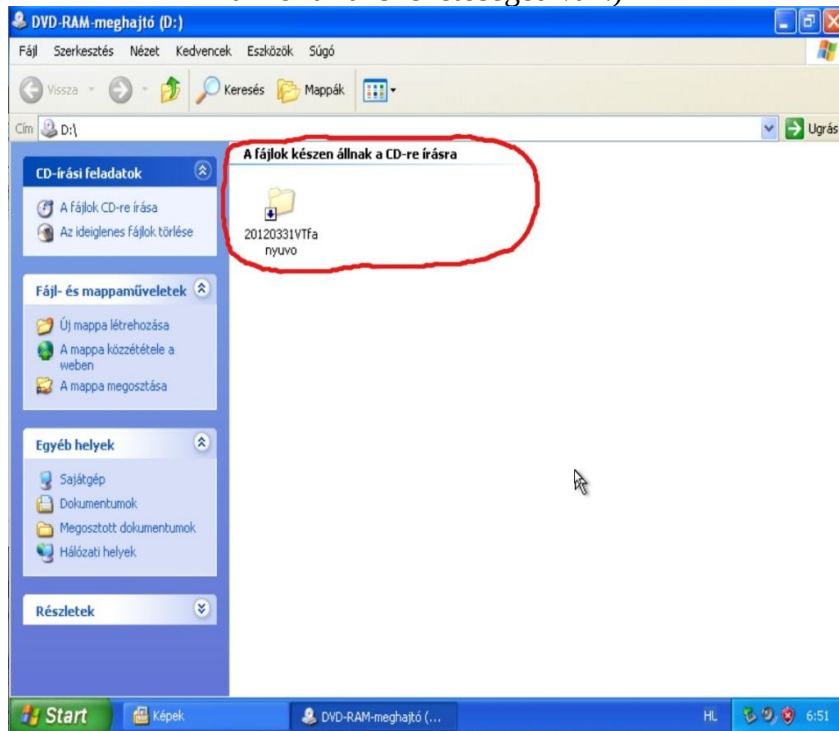 DVD-RAM-meghajtó (D:)
Fájl Szerkesztés Nézet Kedvencek Eszközök Súgó
Vissza Keresés Mappák
Cím D:\ Ugrás
CD-írási feladatok
A fájlok CD-re írása
Az ideiglenes fájlok törlése
Fájl- és mappaműveletek
Új mappa létrehozása
A mappa közzététele a
weben
A mappa megosztása
Egyéb helyek
Sajátgép
Dokumentumok
Megosztott dokumentumok
Hálózati helyek
Részletek
A fájlok készen állnak a CD-re írásra
20120331VTfa
nyuvo
Start Képek DVD-RAM-meghajtó (... 6:51